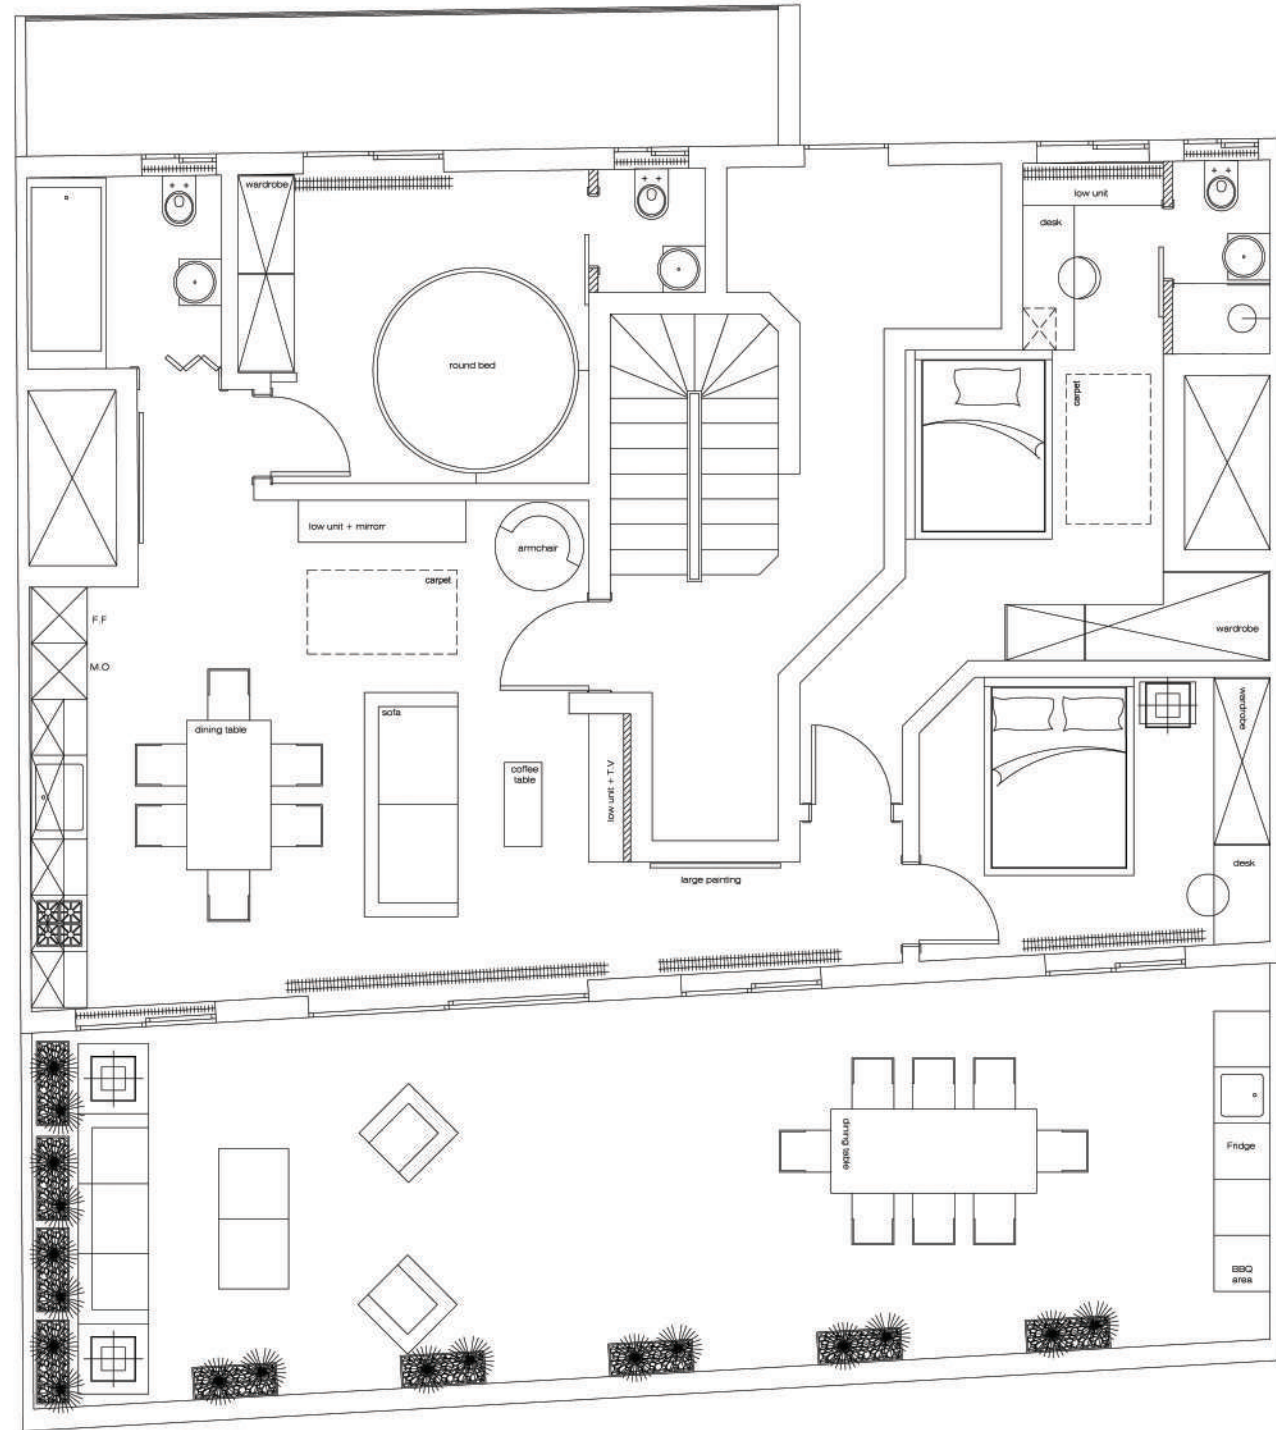 wardrobe
low unit
desk
round bed
carpet
low unit + mirrorr
armchair
carpet
F.F
wardrobe
M.O
sofa
dining table
wardrobe
coffee
table
low unit + T.V
desk
large painting
dining table
Fridge
BBQ
area